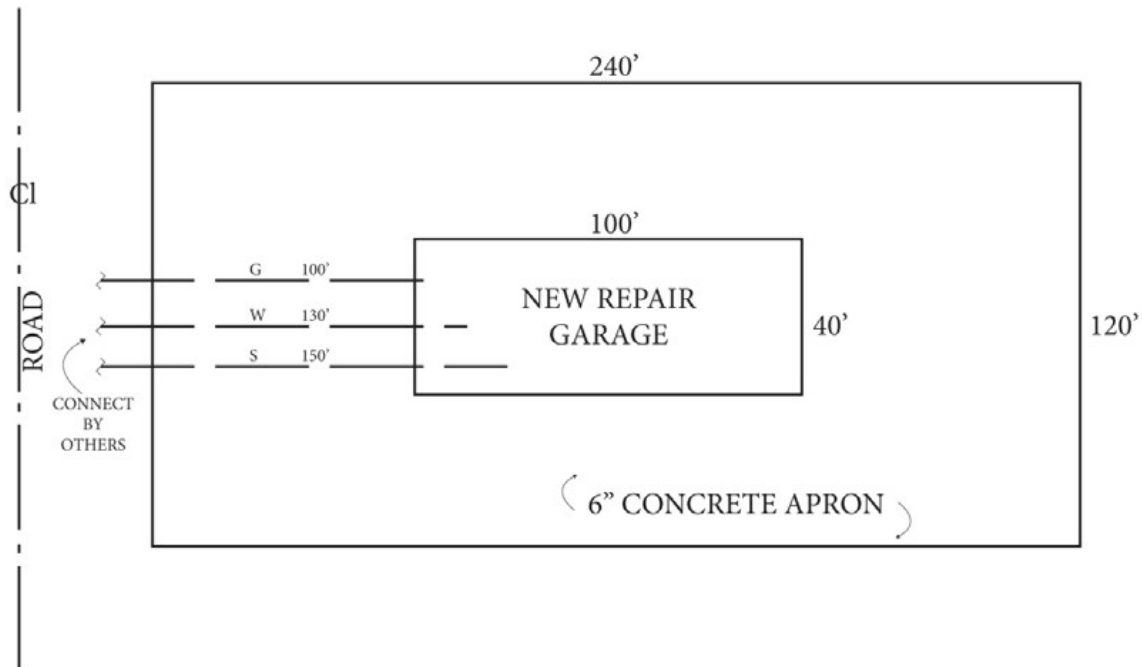 240’
Cl
100’
G 100’
W 130’
S 150’
NEW REPAIR
GARAGE
40’
120’
ROAD
CONNECT
BY
OTHERS
6” CONCRETE APRON